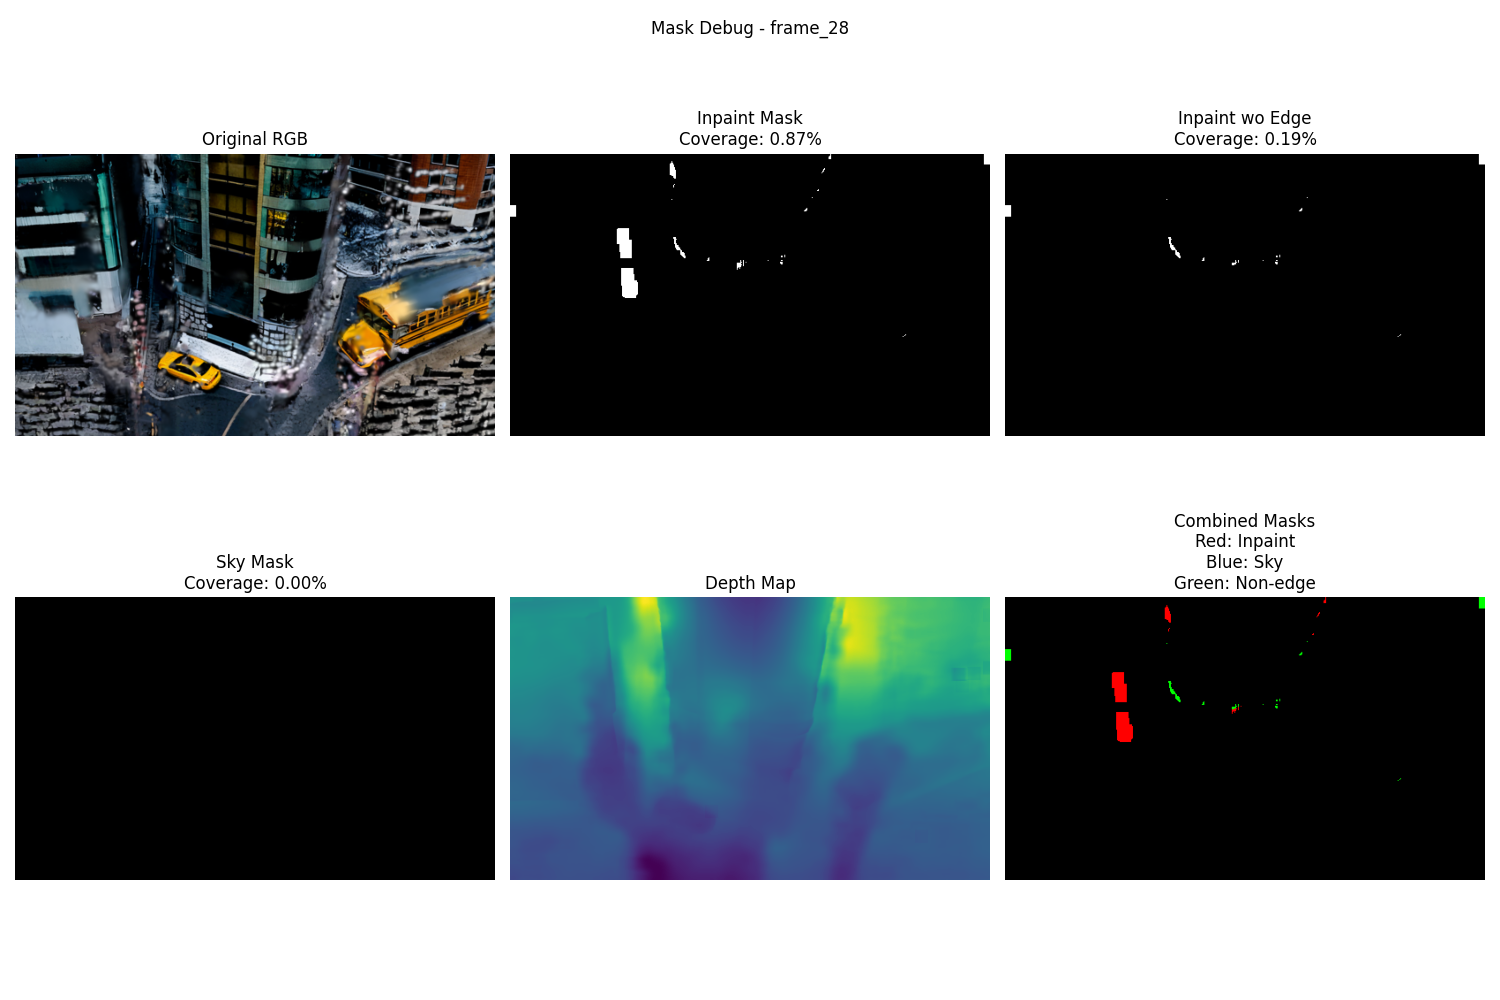 Mask Debug - frame_28
Original RGB
Inpaint Mask
Coverage: 0.87%
Inpaint wo Edge
Coverage: 0.19%
Sky Mask
Coverage: 0.00%
Depth Map
Combined Masks
Red: Inpaint
Blue: Sky
Green: Non-edge